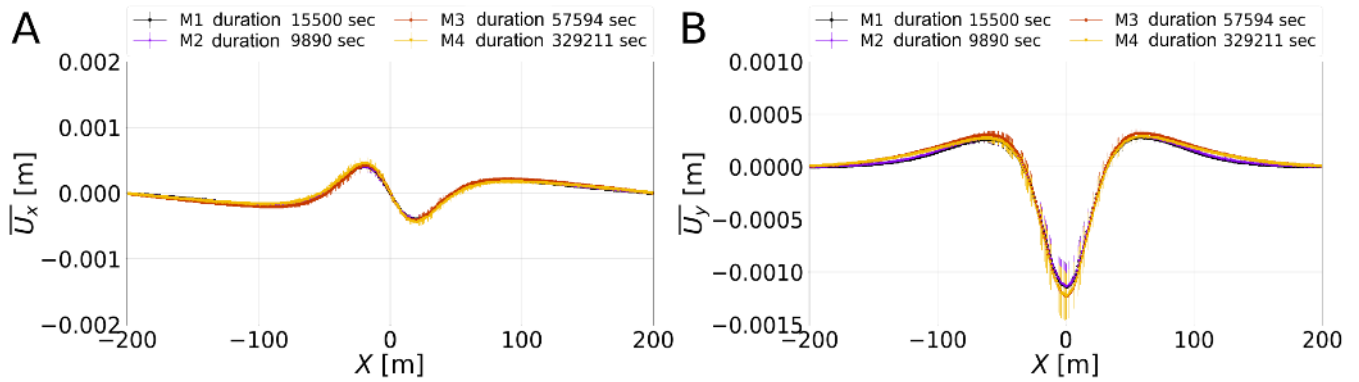 A
M1 duration 15500 sec
M3 duration 57594 sec
M2 duration 9890 sec
M4 duration 329211 sec
0.002
0.001
0.000
−0.001
−0.002
−200
−100
0
100
200
U̅x [m]
X [m]
B
M1 duration 15500 sec
M3 duration 57594 sec
M2 duration 9890 sec
M4 duration 329211 sec
0.0010
0.0005
0.0000
−0.0005
−0.0010
−0.0015
−200
−100
0
100
200
U̅y [m]
X [m]